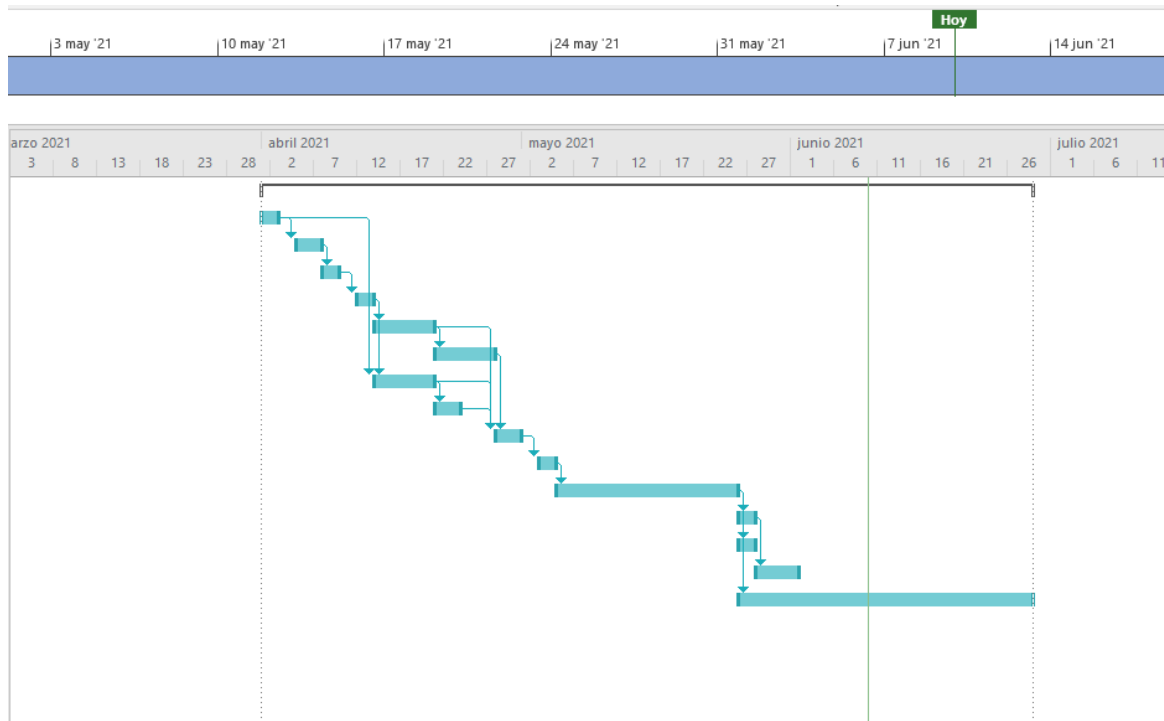 Hoy
3 may '21 10 may '21 17 may '21 24 may '21 31 may '21 7 jun '21 14 jun '21
arzo 2021 abril 2021 mayo 2021 junio 2021 julio 2021
3 8 13 18 23 28 2 7 12 17 22 27 2 7 12 17 22 27 1 6 11 16 21 26 1 6 11